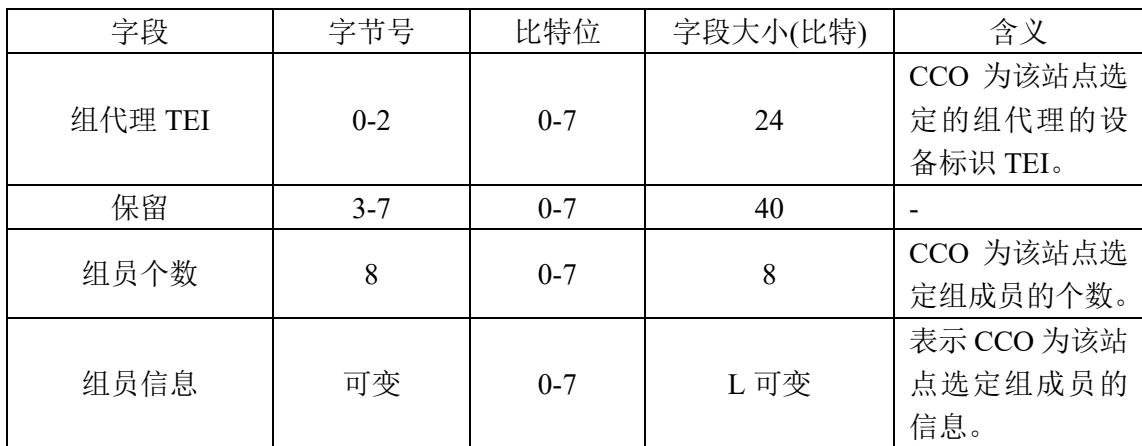 字段 字节号 比特位 字段大小(比特) 含义
组代理 TEI 0-2 0-7 24 CCO 为该站点选
定的组代理的设
备标识 TEI。
保留 3-7 0-7 40 -
组员个数 8 0-7 8 CCO 为该站点选
定组成员的个数。
组员信息 可变 0-7 L 可变 表示 CCO 为该站
点选定组成员的
信息。